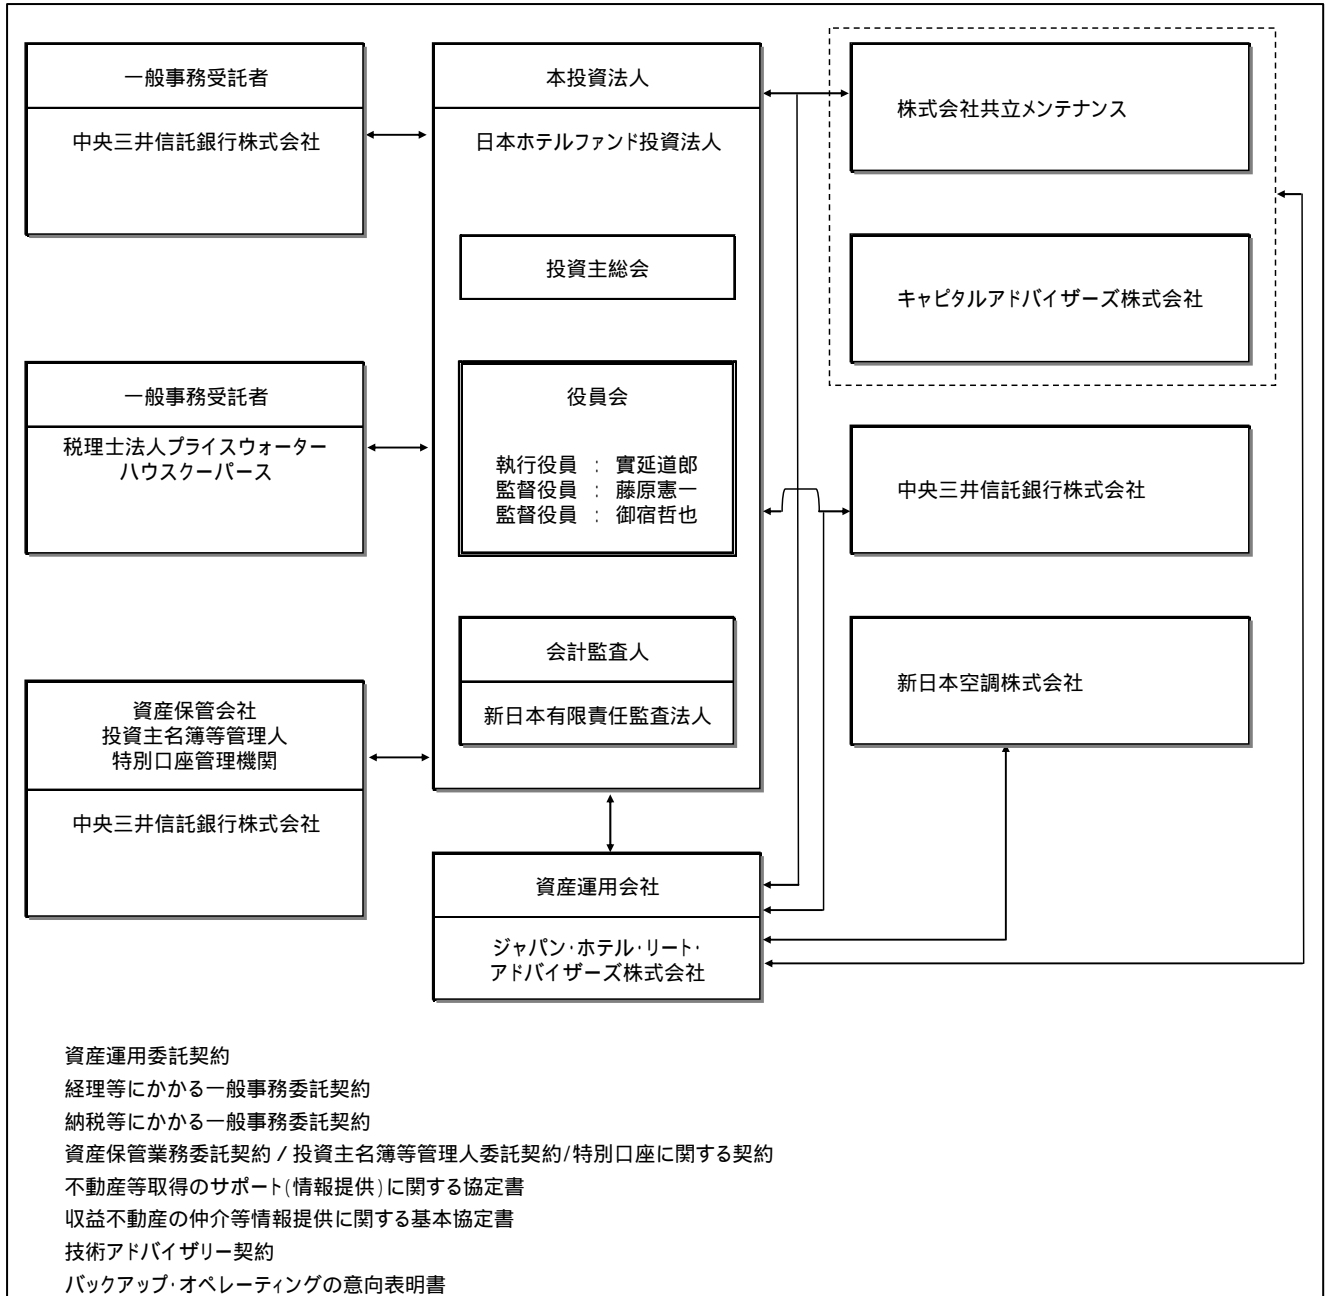 一般事務受託者
中央三井信託銀行株式会社
本投資法人
日本ホテルファンド投資法人
投資主総会
役員会
執行役員 : 實延道郎
監督役員 : 藤原憲一
監督役員 : 御宿哲也
会計監査人
新日本有限責任監査法人
株式会社共立メンテナンス
キャピタルアドバイザーズ株式会社
一般事務受託者
税理士法人プライスウォーター
ハウスクーパース
中央三井信託銀行株式会社
新日本空調株式会社
資産保管会社
投資主名簿等管理人
特別口座管理機関
中央三井信託銀行株式会社
資産運用会社
ジャパン・ホテル・リート・
アドバイザーズ株式会社
資産運用委託契約
経理等にかかる一般事務委託契約
納税等にかかる一般事務委託契約
資産保管業務委託契約 / 投資主名簿等管理人委託契約/特別口座に関する契約
不動産等取得のサポート(情報提供)に関する協定書
収益不動産の仲介等情報提供に関する基本協定書
技術アドバイザリー契約
バックアップ・オペレーティングの意向表明書